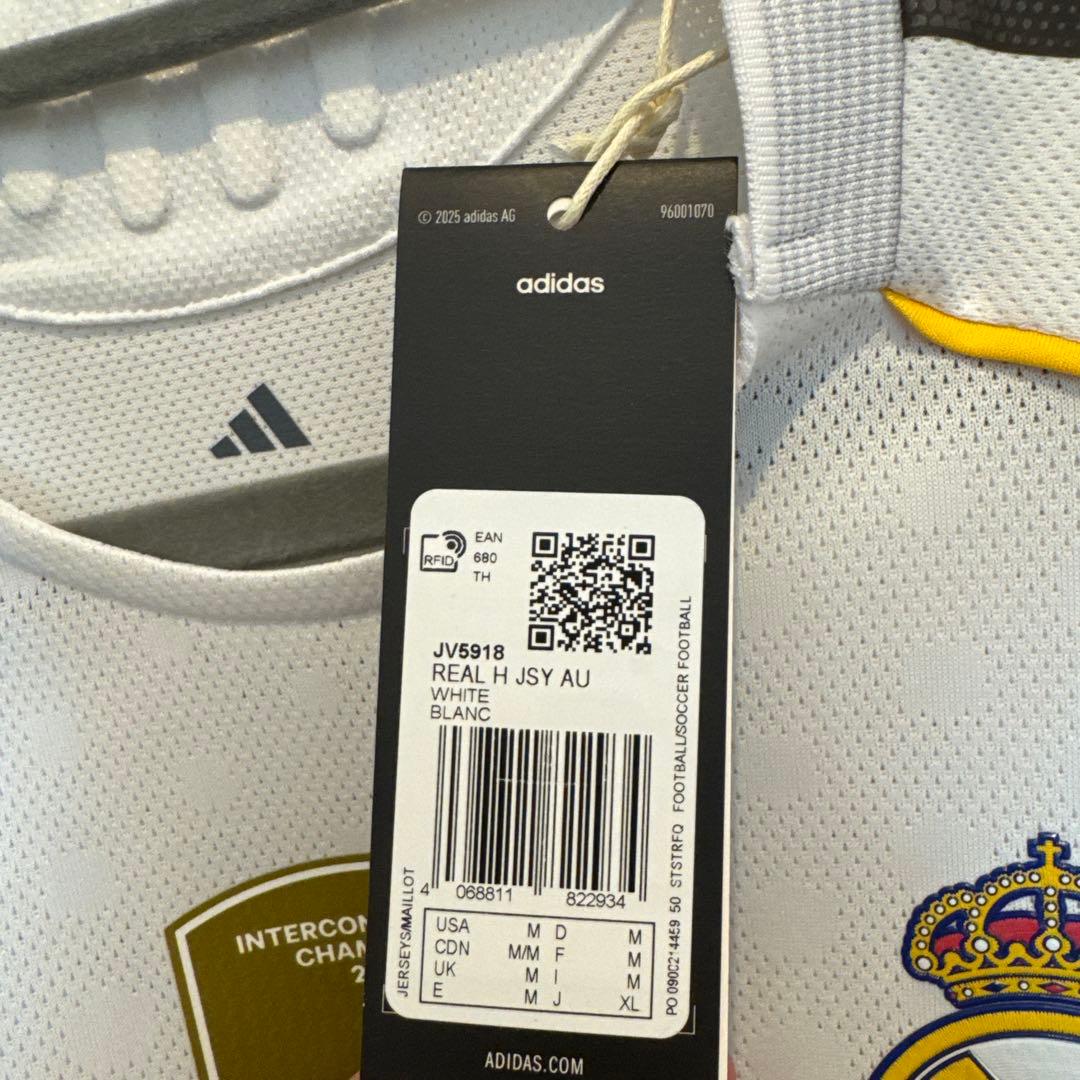 © 2025 adidas AG
96001070
adidas
RFID
EAN
680
TH
JV5918
REAL H JSY AU
WHITE
BLANC
4 068811 822934
USA M D M
CDN M/M F M
UK M I M
E M J XL
JERSEYS/MAILLOT
PO 0900214459 50 STSTRFQ FOOTBALL/SOCCER FOOTBALL
ADIDAS.COM
INTERCON
CHAM
2